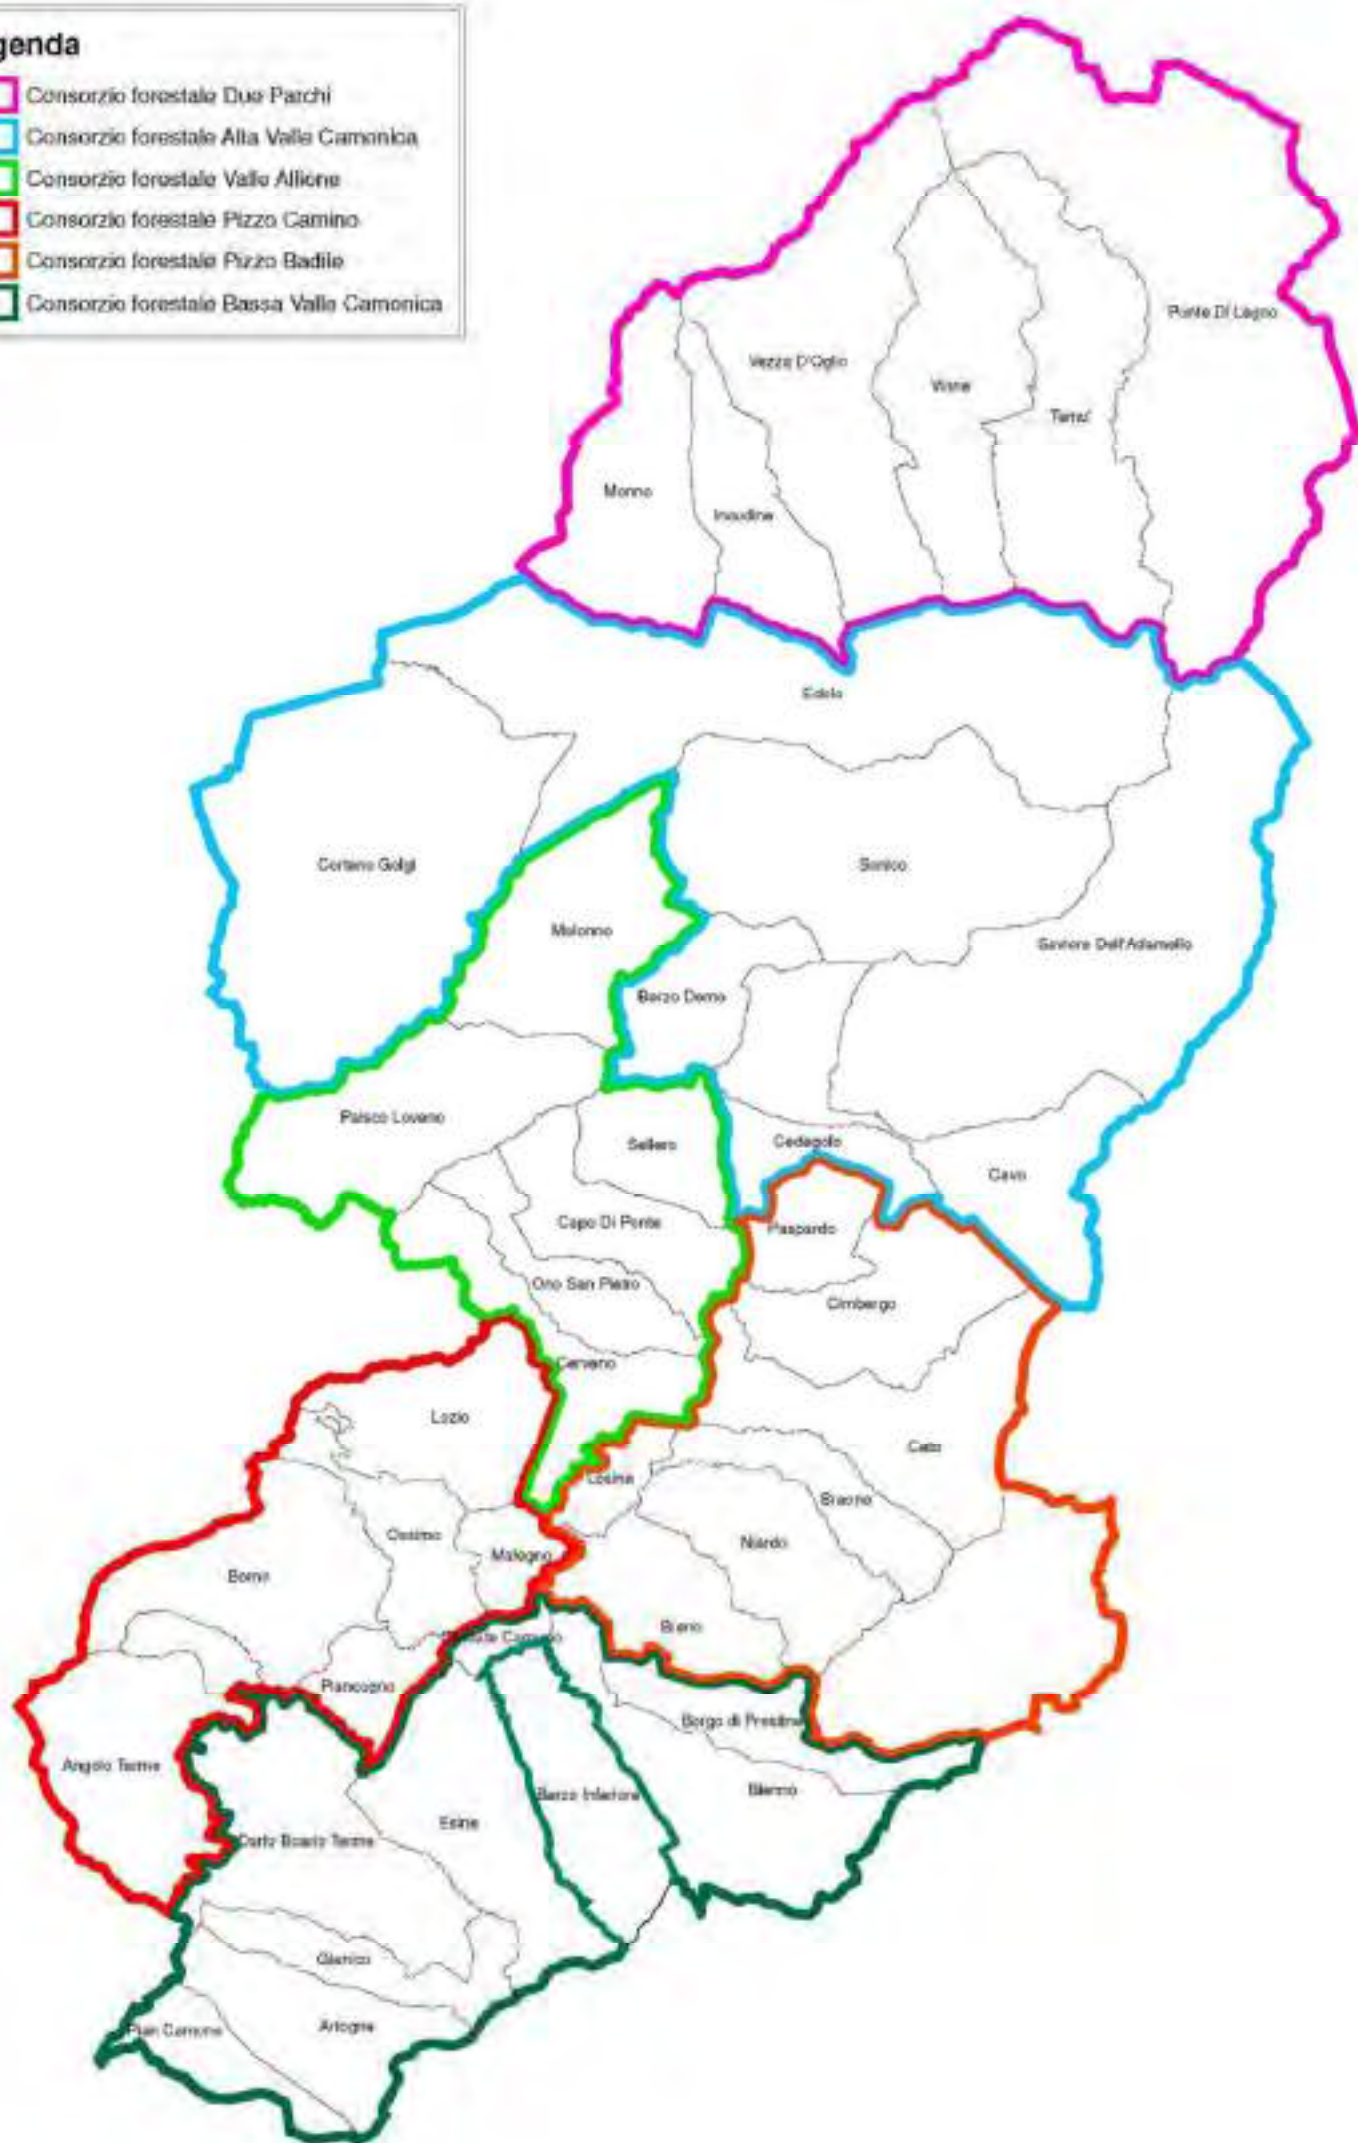 genda
Consorzio forestale Due Parchi
Consorzio forestale Alta Valle Camonica
Consorzio forestale Valle Allione
Consorzio forestale Pizzo Camino
Consorzio forestale Pizzo Badile
Consorzio forestale Bassa Valle Camonica
Ponte Di Legno
Vezza D'Oglio
Vione
Temu'
Monno
Incudine
Edolo
Corteno Golgi
Sonico
Malonno
Saviore Dell'Adamello
Berzo Demo
Paisco Loveno
Sellero
Cedegolo
Cevo
Capo Di Ponte
Paspardo
Ono San Pietro
Cimbergo
Cerveno
Lozio
Ceto
Losine
Braone
Ossimo
Niardo
Malegno
Borno
Bieno
Piancogno
Borgo di Prestine
Angolo Terme
Bienno
Berzo Inferiore
Esine
Darfo Boario Terme
Gianico
Artogne
Pian Camuno